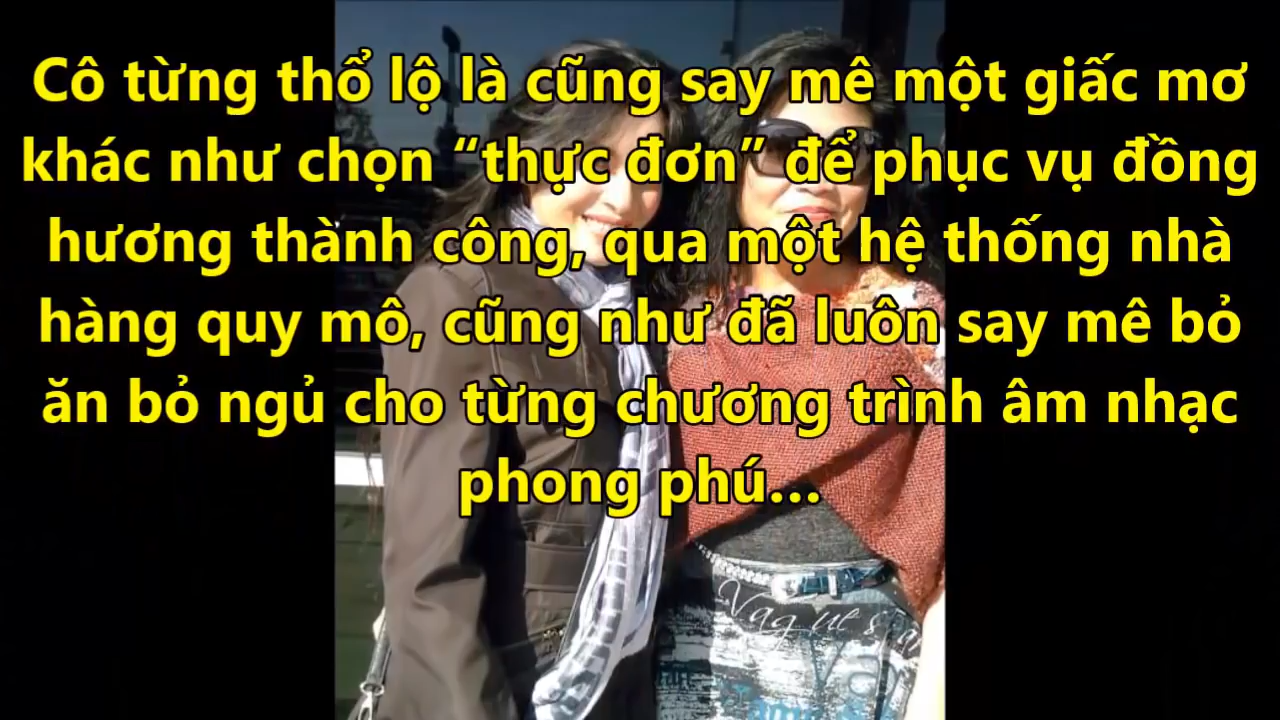 Cô từng thổ lộ là cũng say mê một giấc mơ
khác như chọn “thực đơn” để phục vụ đồng
hương thành công, qua một hệ thống nhà
hàng quy mô, cũng như đã luôn say mê bỏ
ăn bỏ ngủ cho từng chương trình âm nhạc
phong phú...
Vague